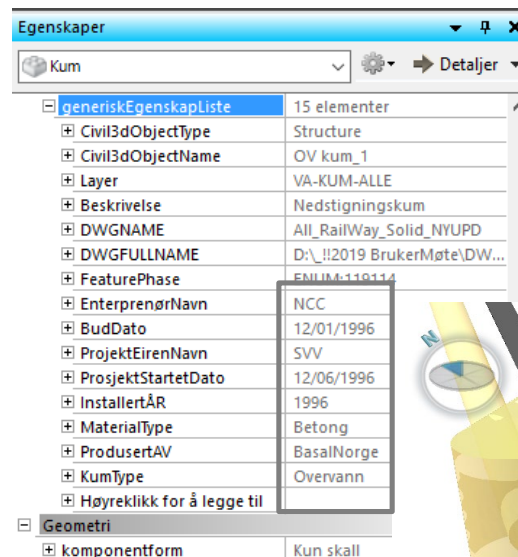 Egenskaper
Kum
Detaljer
generiskEgenskapListe 15 elementer
Civil3dObjectType Structure
Civil3dObjectName OV kum_1
Layer VA-KUM-ALLE
Beskrivelse Nedstigningskum
DWGNAME All_RailWay_Solid_NYUPD
DWGFULLNAME D:\_!!2019 BrukerMøte\DW...
FeaturePhase ENUM:119114
EnterprenørNavn NCC
BudDato 12/01/1996
ProjektEirenNavn SVV
ProsjektStartetDato 12/06/1996
InstallertÅR 1996
MaterialType Betong
ProdusertAV BasalNorge
KumType Overvann
Høyreklikk for å legge til
Geometri
komponentform Kun skall
N